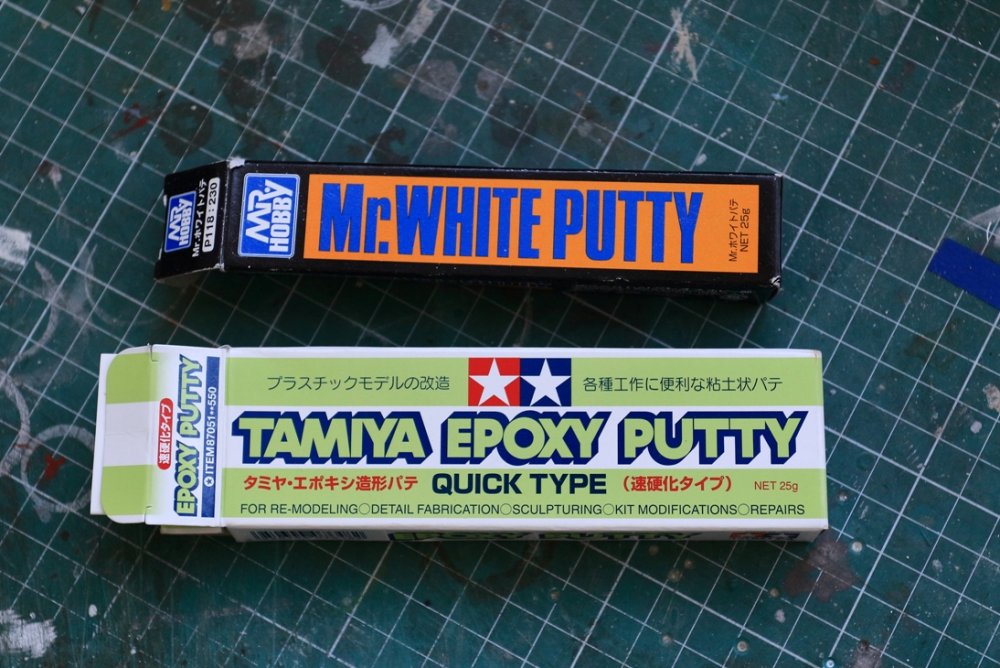 MR
HOBBY
Mr.ホワイトパテ
P118:230
MR
HOBBY
Mr.WHITE PUTTY
Mr.ホワイトパテ
NET 25g
速硬化タイプ
EPOXY PUTTY
ITEM 87051••550
プラスチックモデルの改造
各種工作に便利な粘土状パテ
TAMIYA EPOXY PUTTY
タミヤ・エポキシ造形パテ QUICK TYPE (速硬化タイプ) NET 25g
FOR RE-MODELING○DETAIL FABRICATION○SCULPTURING○KIT MODIFICATIONS○REPAIRS
EPOXY PUTTY